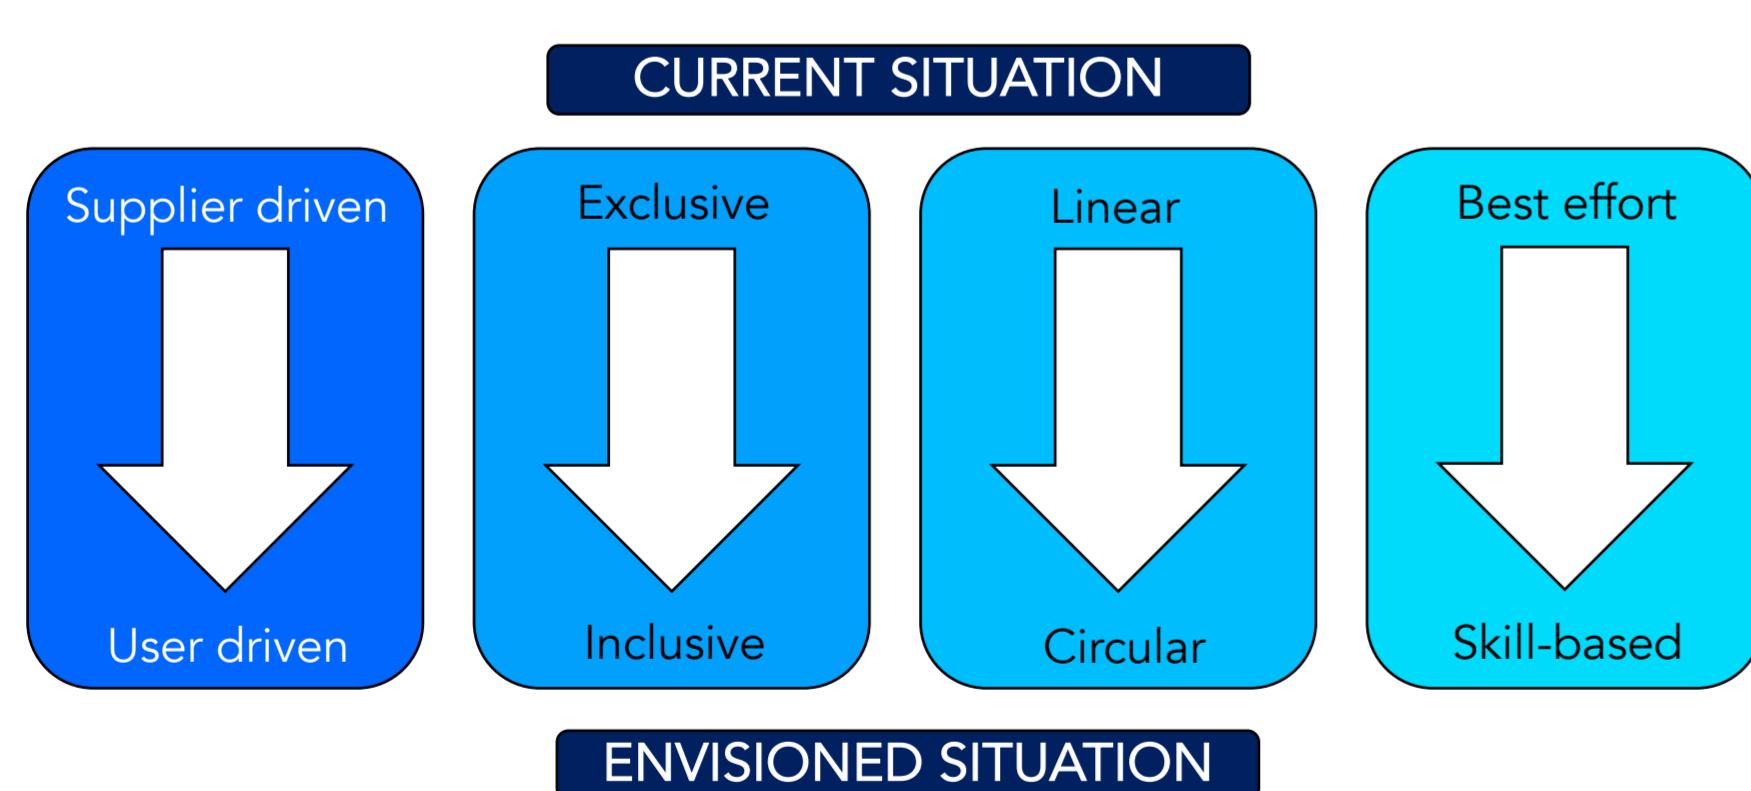 CURRENT SITUATION
Supplier driven
Exclusive
Linear
Best effort
User driven
Inclusive
Circular
Skill-based
ENVISIONED SITUATION